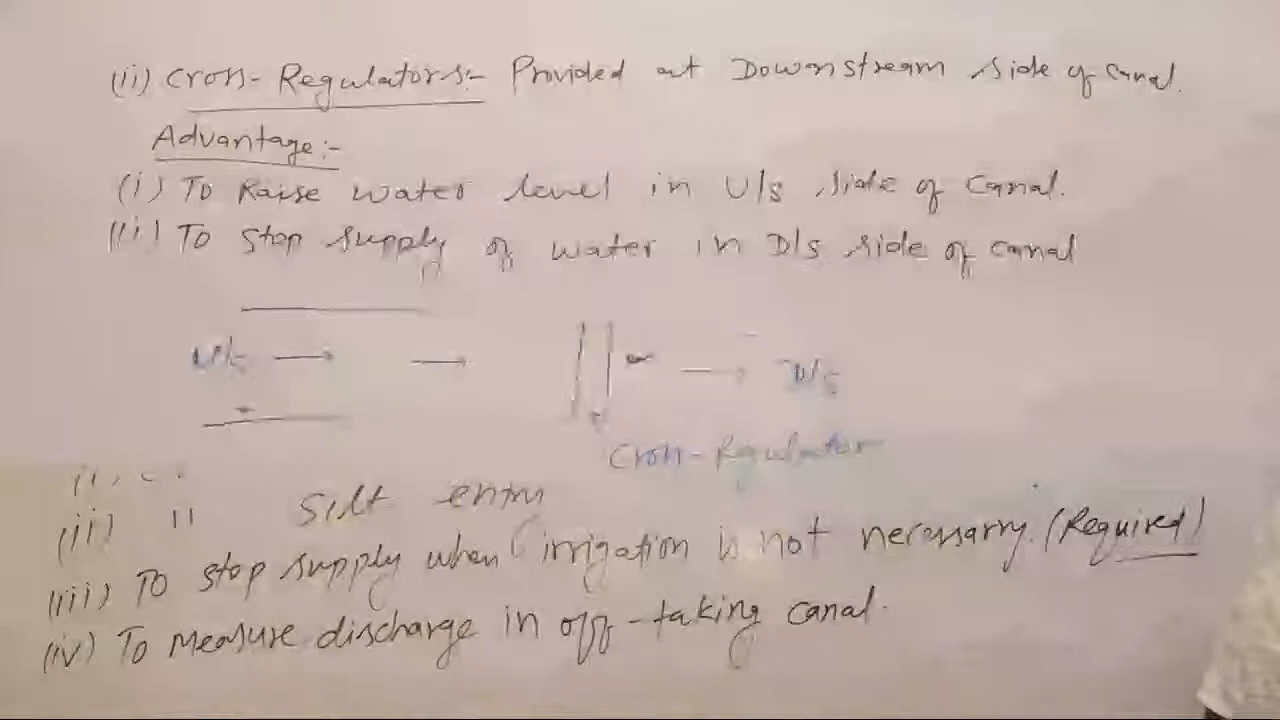 (ii) Cross-Regulators:- Provided at Downstream side of canal.
Advantage:-
(i) To Raise water level in U/s side of Canal.
(ii) To stop supply of water in D/s side of canal
U/s D/s
Cross-Regulator
(ii) 11 Silt entry
(iii) To stop supply when irrigation is not necessarry. (Required)
(iv) To measure discharge in off-taking canal.